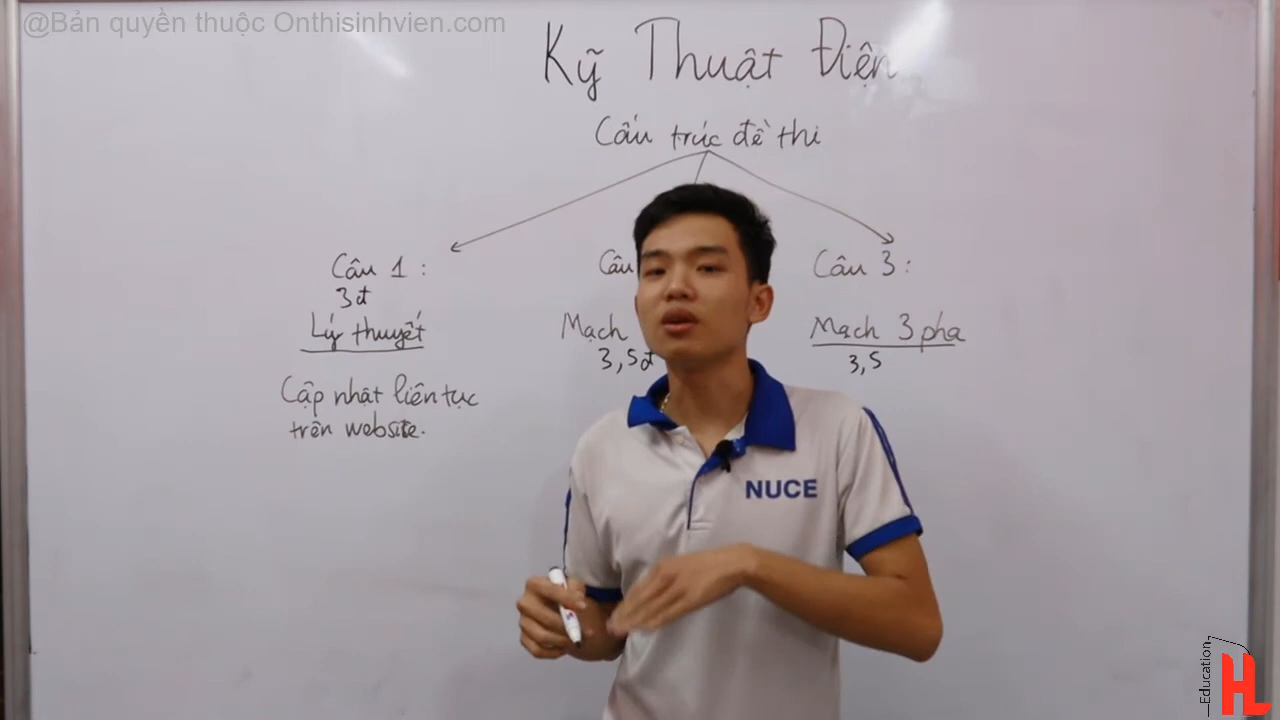 @Bản quyền thuộc Onthisinhvien.com
Kỹ Thuật Điện
Cấu trúc đề thi
Câu 1 :
3đ
Lý thuyết
Cập nhật liên tục
trên website.
Câu
Mạch
3,5đ
Câu 3 :
Mạch 3 pha
3,5
NUCE
Education
HL